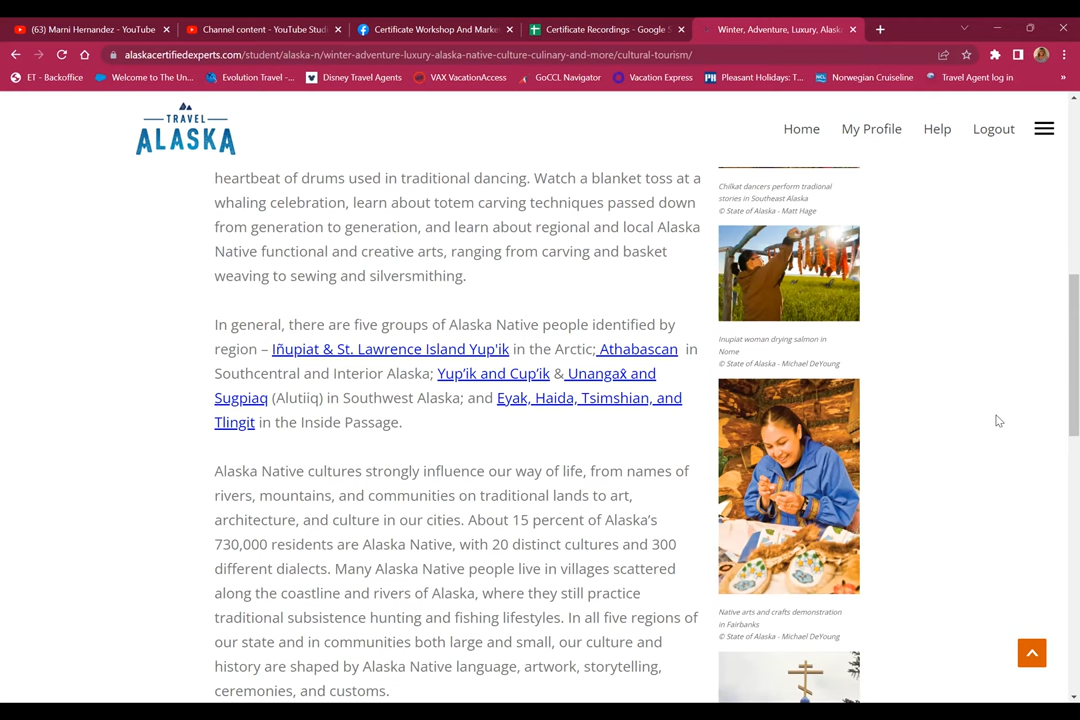 (63) Marni Hernandez - YouTube
Channel content - YouTube Studi
Certificate Workshop And Marke
Certificate Recordings - Google S
Winter, Adventure, Luxury, Alask
alaskacertifiedexperts.com/student/alaska-n/winter-adventure-luxury-alaska-native-culture-culinary-and-more/cultural-tourism/
ET - Backoffice
Welcome to The Un...
Evolution Travel -...
Disney Travel Agents
VAX VacationAccess
GoCCL Navigator
Vacation Express
Pleasant Holidays: T...
Norwegian Cruiseline
Travel Agent log in
TRAVEL
ALASKA
Home
My Profile
Help
Logout
heartbeat of drums used in traditional dancing. Watch a blanket toss at a
whaling celebration, learn about totem carving techniques passed down
from generation to generation, and learn about regional and local Alaska
Native functional and creative arts, ranging from carving and basket
weaving to sewing and silversmithing.
In general, there are five groups of Alaska Native people identified by
region – Iñupiat & St. Lawrence Island Yup'ik in the Arctic; Athabascan in
Southcentral and Interior Alaska; Yup’ik and Cup’ik & Unangax̂ and
Sugpiaq (Alutiiq) in Southwest Alaska; and Eyak, Haida, Tsimshian, and
Tlingit in the Inside Passage.
Alaska Native cultures strongly influence our way of life, from names of
rivers, mountains, and communities on traditional lands to art,
architecture, and culture in our cities. About 15 percent of Alaska’s
730,000 residents are Alaska Native, with 20 distinct cultures and 300
different dialects. Many Alaska Native people live in villages scattered
along the coastline and rivers of Alaska, where they still practice
traditional subsistence hunting and fishing lifestyles. In all five regions of
our state and in communities both large and small, our culture and
history are shaped by Alaska Native language, artwork, storytelling,
ceremonies, and customs.
Chilkat dancers perform tradional
stories in Southeast Alaska
© State of Alaska - Matt Hage
Inupiat woman drying salmon in
Nome
© State of Alaska - Michael DeYoung
Native arts and crafts demonstration
in Fairbanks
© State of Alaska - Michael DeYoung